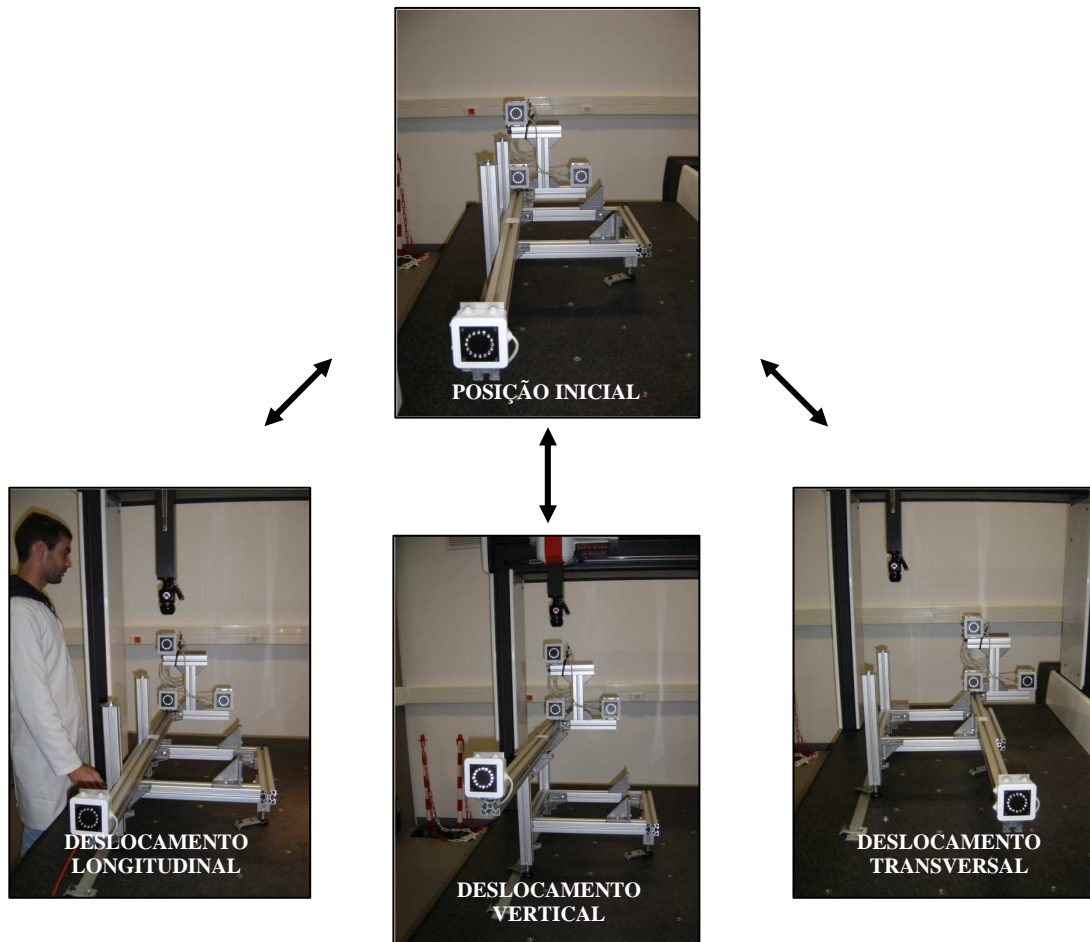 POSIÇÃO INICIAL
DESLOCAMENTO
LONGITUDINAL
DESLOCAMENTO
VERTICAL
DESLOCAMENTO
TRANSVERSAL